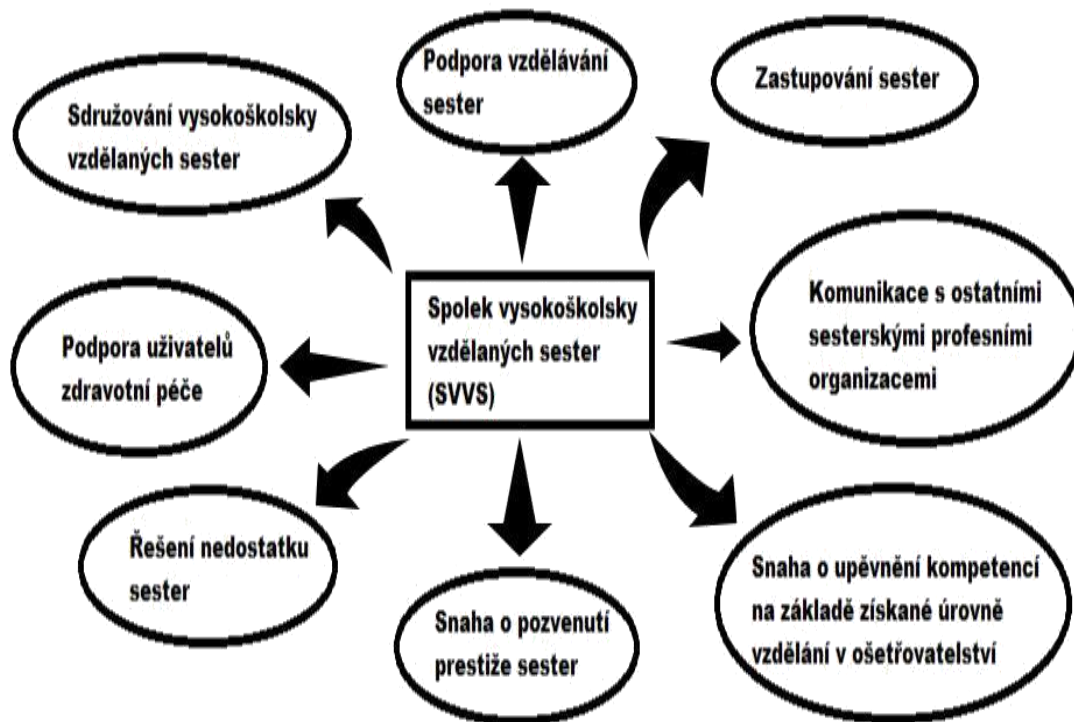 Podpora vzdělávání
sester
Zastupování sester
Sdružování vysokoškolsky
vzdělaných sester
Spolek vysokoškolsky
vzdělaných sester
(SVVS)
Komunikace s ostatními
sesterskými profesními
organizacemi
Podpora uživatelů
zdravotní péče
Řešení nedostatku
sester
Snaha o pozvenutí
prestiže sester
Snaha o upěvnění kompetencí
na základě získané úrovně
vzdělání v ošetřovatelství